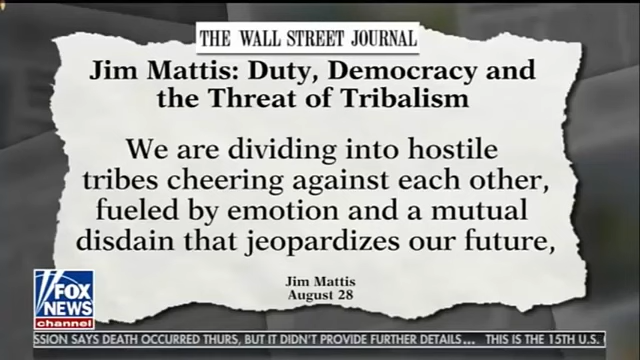 THE WALL STREET JOURNAL
Jim Mattis: Duty, Democracy and
the Threat of Tribalism
We are dividing into hostile
tribes cheering against each other,
fueled by emotion and a mutual
disdain that jeopardizes our future,
Jim Mattis
August 28
FOX
NEWS
channel
SSION SAYS DEATH OCCURRED THURS, BUT IT DIDN'T PROVIDE FURTHER DETAILS... THIS IS THE 15TH U.S.